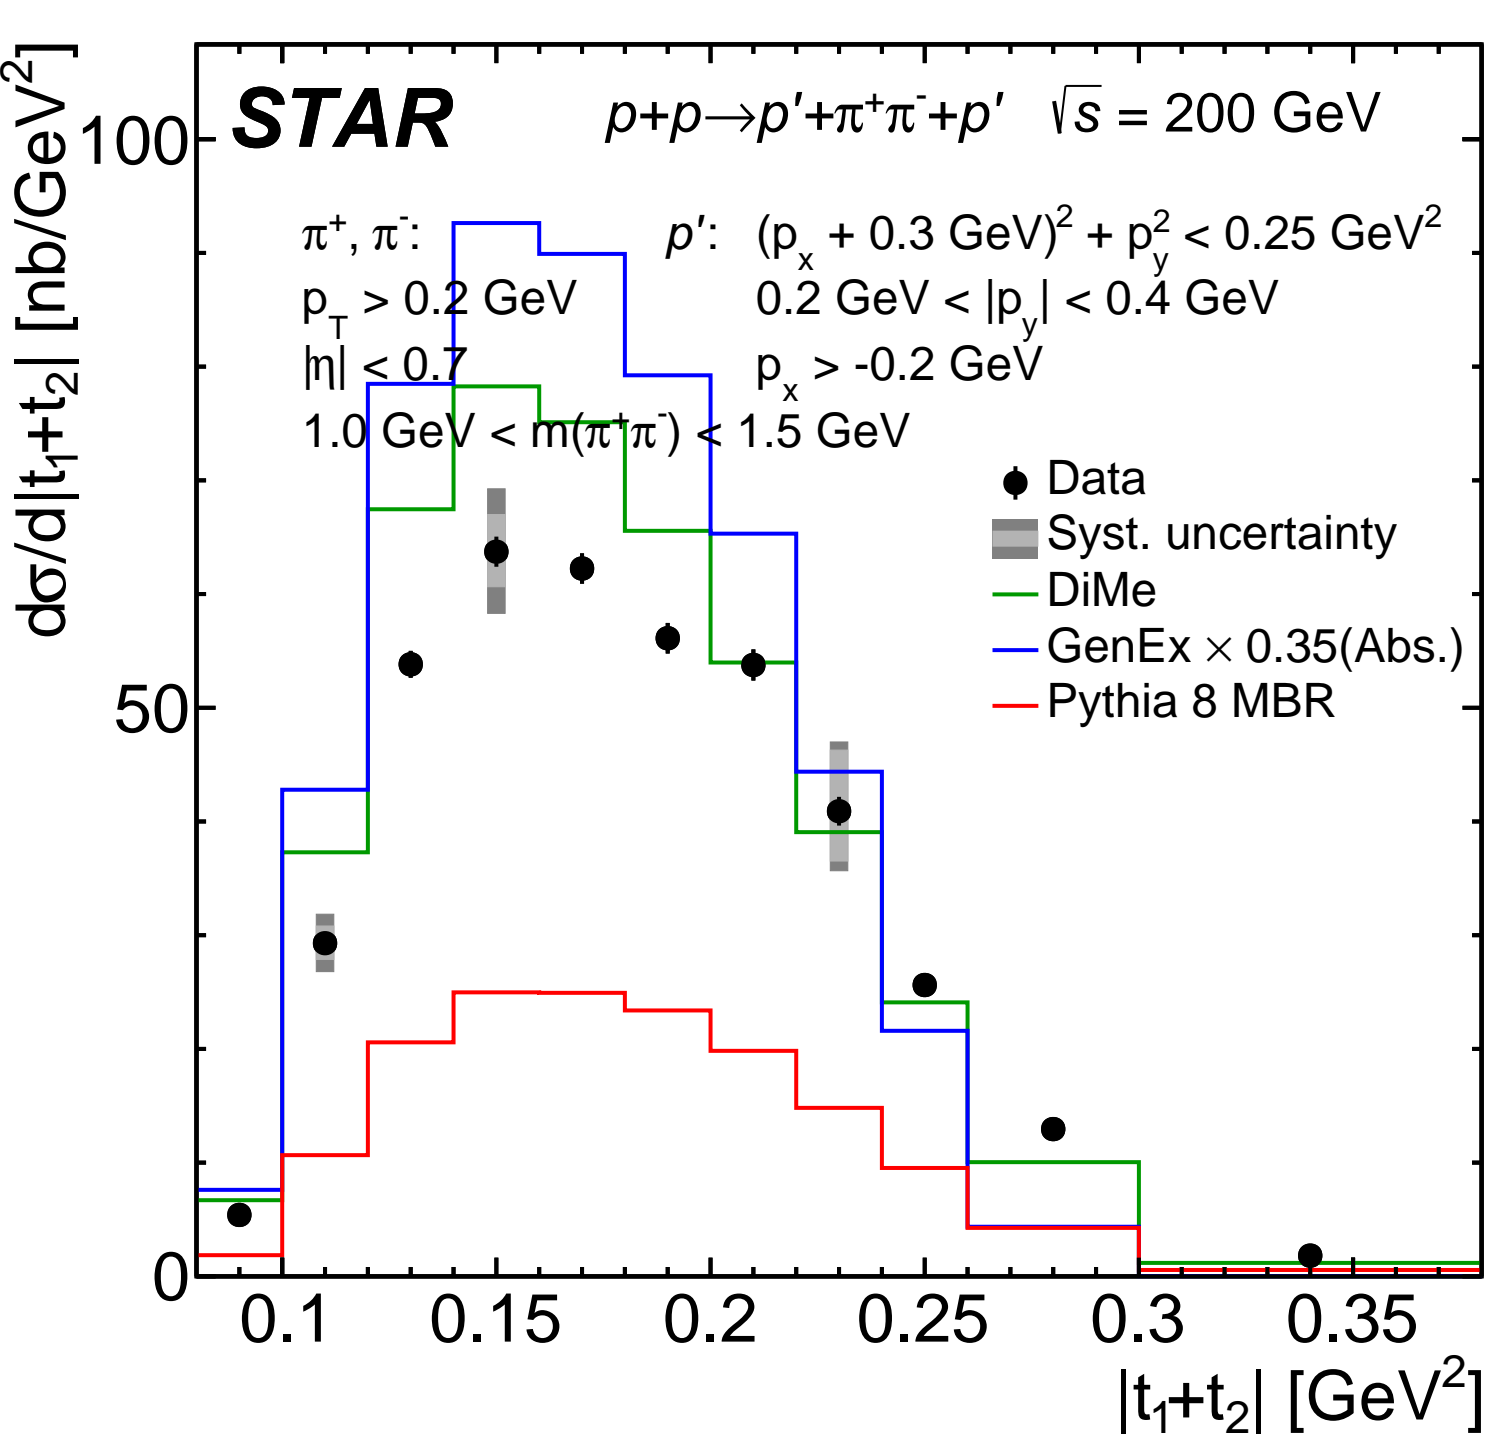 STAR p+p→p′+π⁺π⁻+p′ √s = 200 GeV
π⁺, π⁻: p′: (pₓ + 0.3 GeV)² + p_y² < 0.25 GeV²
p_T > 0.2 GeV 0.2 GeV < |p_y| < 0.4 GeV
|η| < 0.7 pₓ > -0.2 GeV
1.0 GeV < m(π⁺π⁻) < 1.5 GeV
Data
Syst. uncertainty
DiMe
GenEx × 0.35(Abs.)
Pythia 8 MBR
dσ/d|t₁+t₂| [nb/GeV²]
100
50
0
0.1 0.15 0.2 0.25 0.3 0.35
|t₁+t₂| [GeV²]